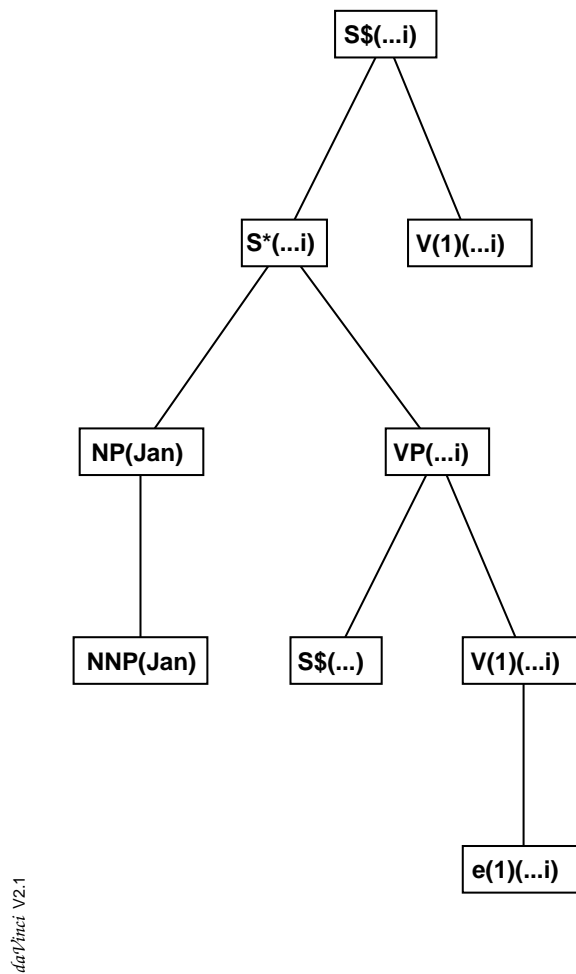 S$(...i)
S*(...i)
V(1)(...i)
NP(Jan)
VP(...i)
NNP(Jan)
S$(...)
V(1)(...i)
e(1)(...i)
daVinci V2.1